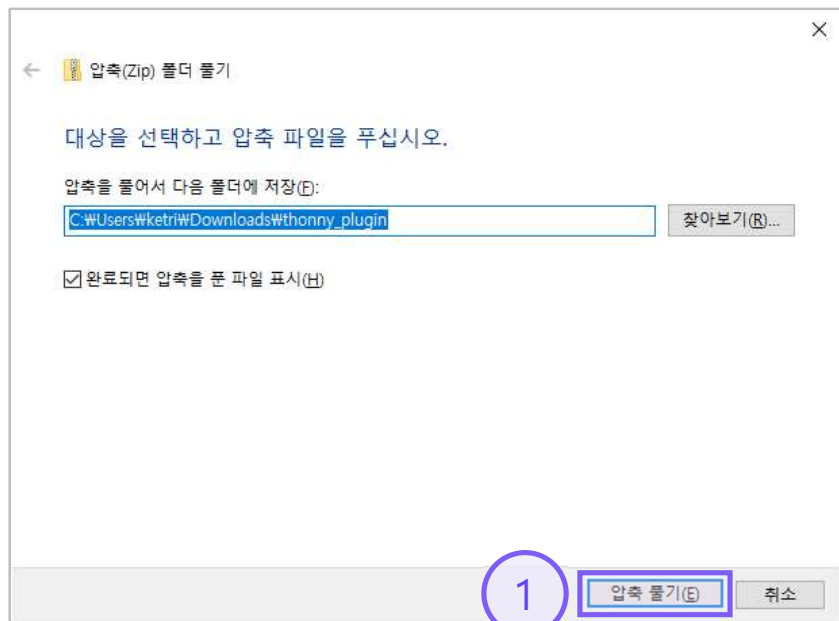 압축(Zip) 폴더 풀기
대상을 선택하고 압축 파일을 푸십시오.
압축을 풀어서 다음 폴더에 저장(F):
C:₩Users₩ketri₩Downloads₩thonny_plugin
찾아보기(R)...
완료되면 압축을 푼 파일 표시(H)
1
압축 풀기(E)
취소